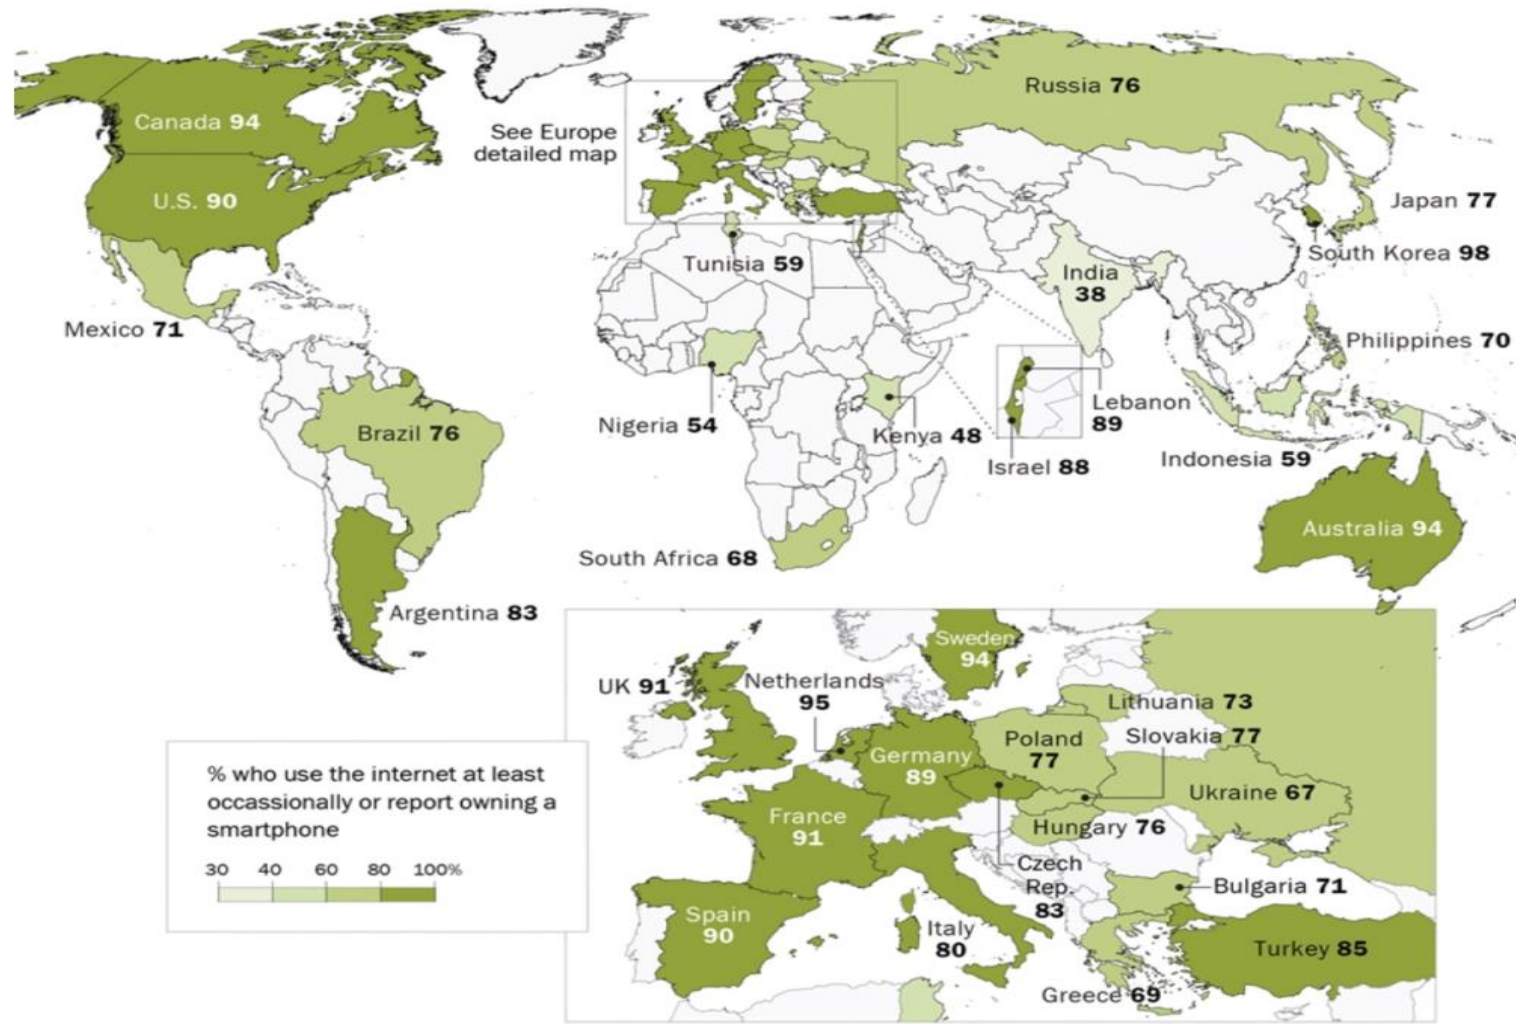 Canada 94
U.S. 90
Mexico 71
Brazil 76
Argentina 83
See Europe
detailed map
Russia 76
Japan 77
South Korea 98
Tunisia 59
India
38
Philippines 70
Nigeria 54
Kenya 48
Lebanon
89
Israel 88
Indonesia 59
South Africa 68
Australia 94
Sweden
94
UK 91
Netherlands
95
Lithuania 73
Slovakia 77
Poland
77
Germany
89
Ukraine 67
France
91
Hungary 76
Czech
Rep.
83
Bulgaria 71
Spain
90
Italy
80
Turkey 85
Greece 69
% who use the internet at least
occassionally or report owning a
smartphone
30 40 60 80 100%